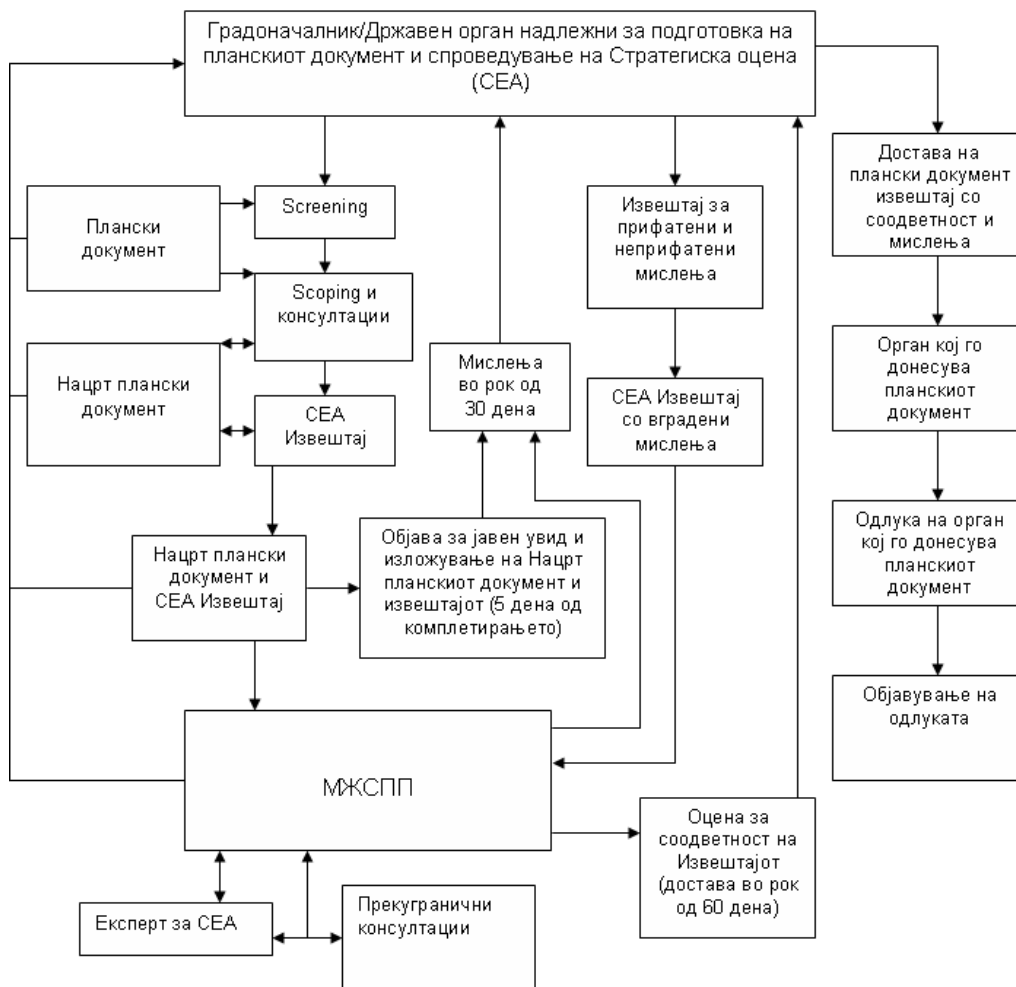 Градоначалник/Државен орган надлежни за подготовка на
планскиот документ и спроведување на Стратегиска оцена
(СЕА)
Плански
документ
Screening
Scoping и
консултации
Нацрт плански
документ
СЕА
Извештај
Нацрт плански
документ и
СЕА Извештај
Мислења
во рок од
30 дена
Објава за јавен увид и
изложување на Нацрт
планскиот документ и
извештајот (5 дена од
комплетирањето)
Извештај за
прифатени и
неприфатени
мислења
СЕА Извештај
со вградени
мислења
МЖСПП
Експерт за СЕА
Прекугранични
консултации
Оцена за
соодветност на
Извештајот
(достава во рок
од 60 дена)
Достава на
плански документ
извештај со
соодветност и
мислења
Орган кој го
донесува
планскиот
документ
Одлука на орган
кој го донесува
планскиот
документ
Објавување на
одлуката